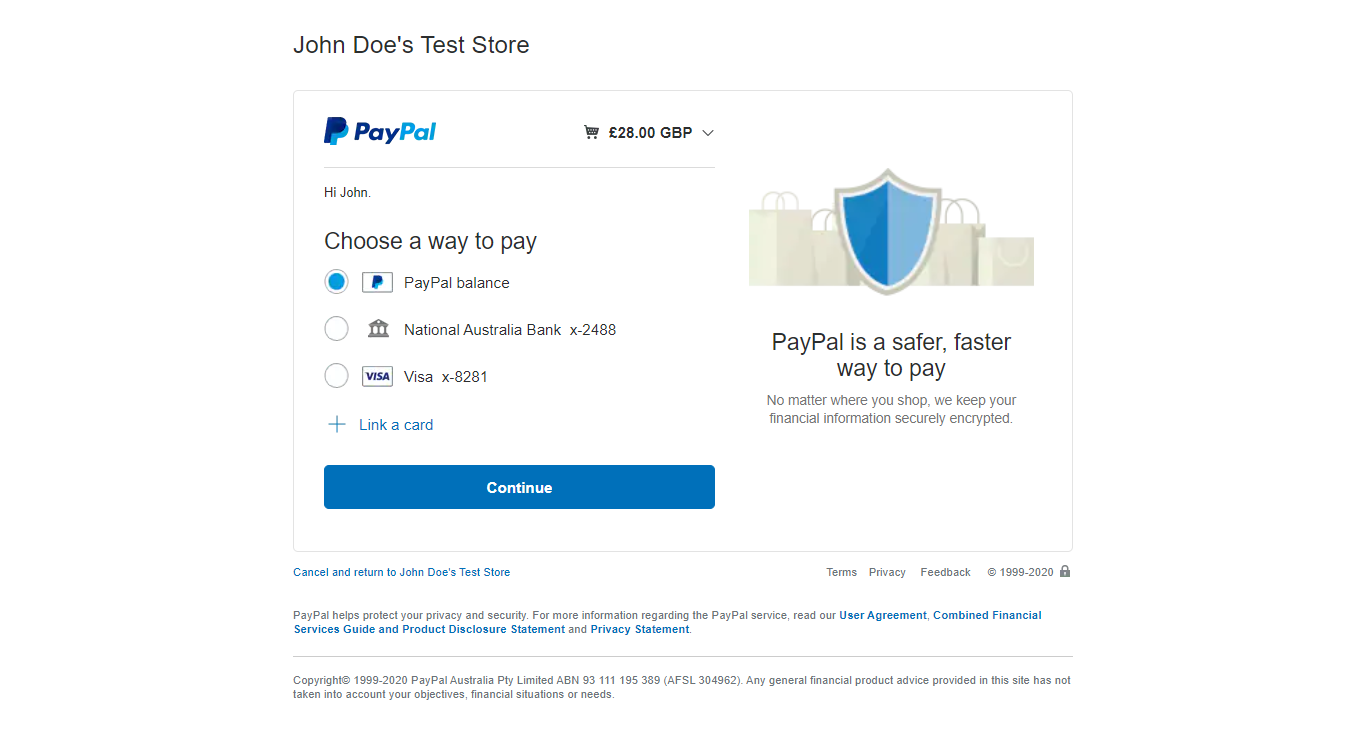 John Doe's Test Store
PayPal
£28.00 GBP
Hi John.
Choose a way to pay
PayPal balance
National Australia Bank x-2488
VISA Visa x-8281
Link a card
Continue
PayPal is a safer, faster
way to pay
No matter where you shop, we keep your
financial information securely encrypted.
Cancel and return to John Doe's Test Store
Terms Privacy Feedback © 1999-2020
PayPal helps protect your privacy and security. For more information regarding the PayPal service, read our User Agreement, Combined Financial
Services Guide and Product Disclosure Statement and Privacy Statement.
Copyright© 1999-2020 PayPal Australia Pty Limited ABN 93 111 195 389 (AFSL 304962). Any general financial product advice provided in this site has not
taken into account your objectives, financial situations or needs.